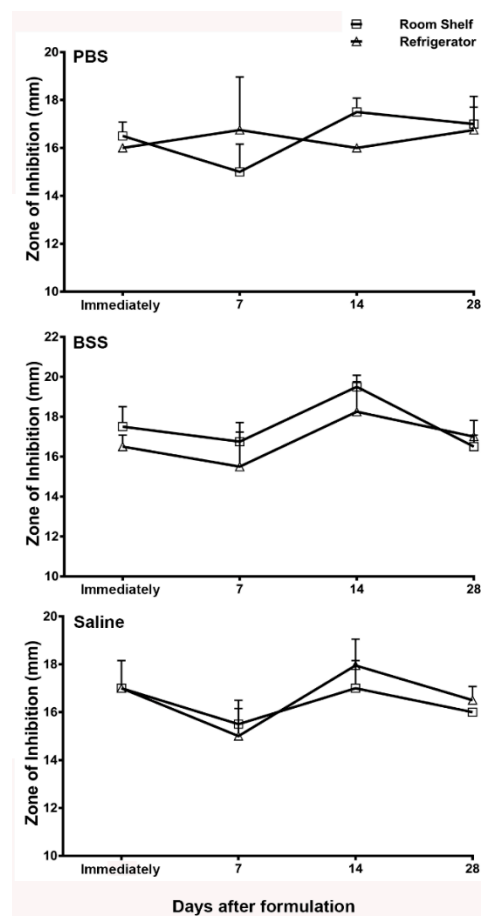 Room Shelf
Refrigerator
PBS
Zone of Inhibition (mm)
20
18
16
14
12
10
Immediately 7 14 28
BSS
Zone of Inhibition (mm)
22
20
18
16
14
12
10
Immediately 7 14 28
Saline
Zone of Inhibition (mm)
20
18
16
14
12
10
Immediately 7 14 28
Days after formulation